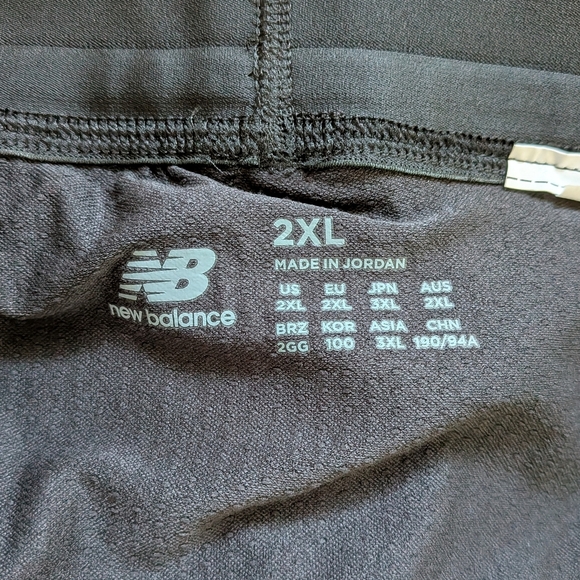 NB
new balance
2XL
MADE IN JORDAN
US EU JPN AUS
2XL 2XL 3XL 2XL
BRZ KOR ASIA CHN
2GG 100 3XL 190/94A